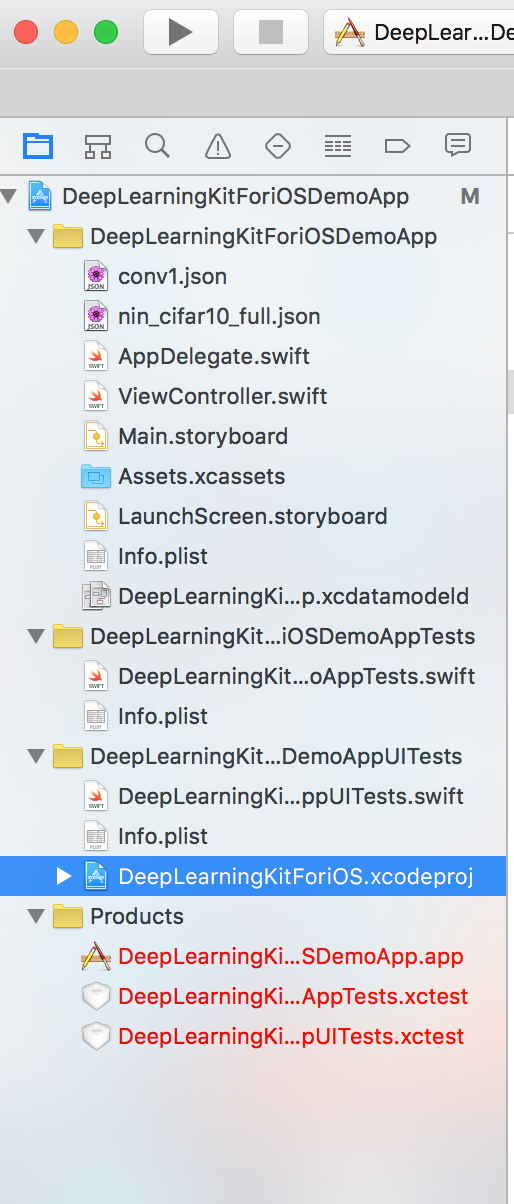 DeepLear...De
DeepLearningKitForiOSDemoApp M
DeepLearningKitForiOSDemoApp
JSON conv1.json
JSON nin_cifar10_full.json
SWIFT AppDelegate.swift
SWIFT ViewController.swift
Main.storyboard
Assets.xcassets
LaunchScreen.storyboard
PLIST Info.plist
DeepLearningKi...p.xcdatamodeld
DeepLearningKit...iOSDemoAppTests
SWIFT DeepLearningKit...oAppTests.swift
PLIST Info.plist
DeepLearningKit...DemoAppUITests
SWIFT DeepLearningKi...ppUITests.swift
PLIST Info.plist
DeepLearningKitForiOS.xcodeproj
Products
DeepLearningKi...SDemoApp.app
DeepLearningKi...AppTests.xctest
DeepLearningKi...pUITests.xctest